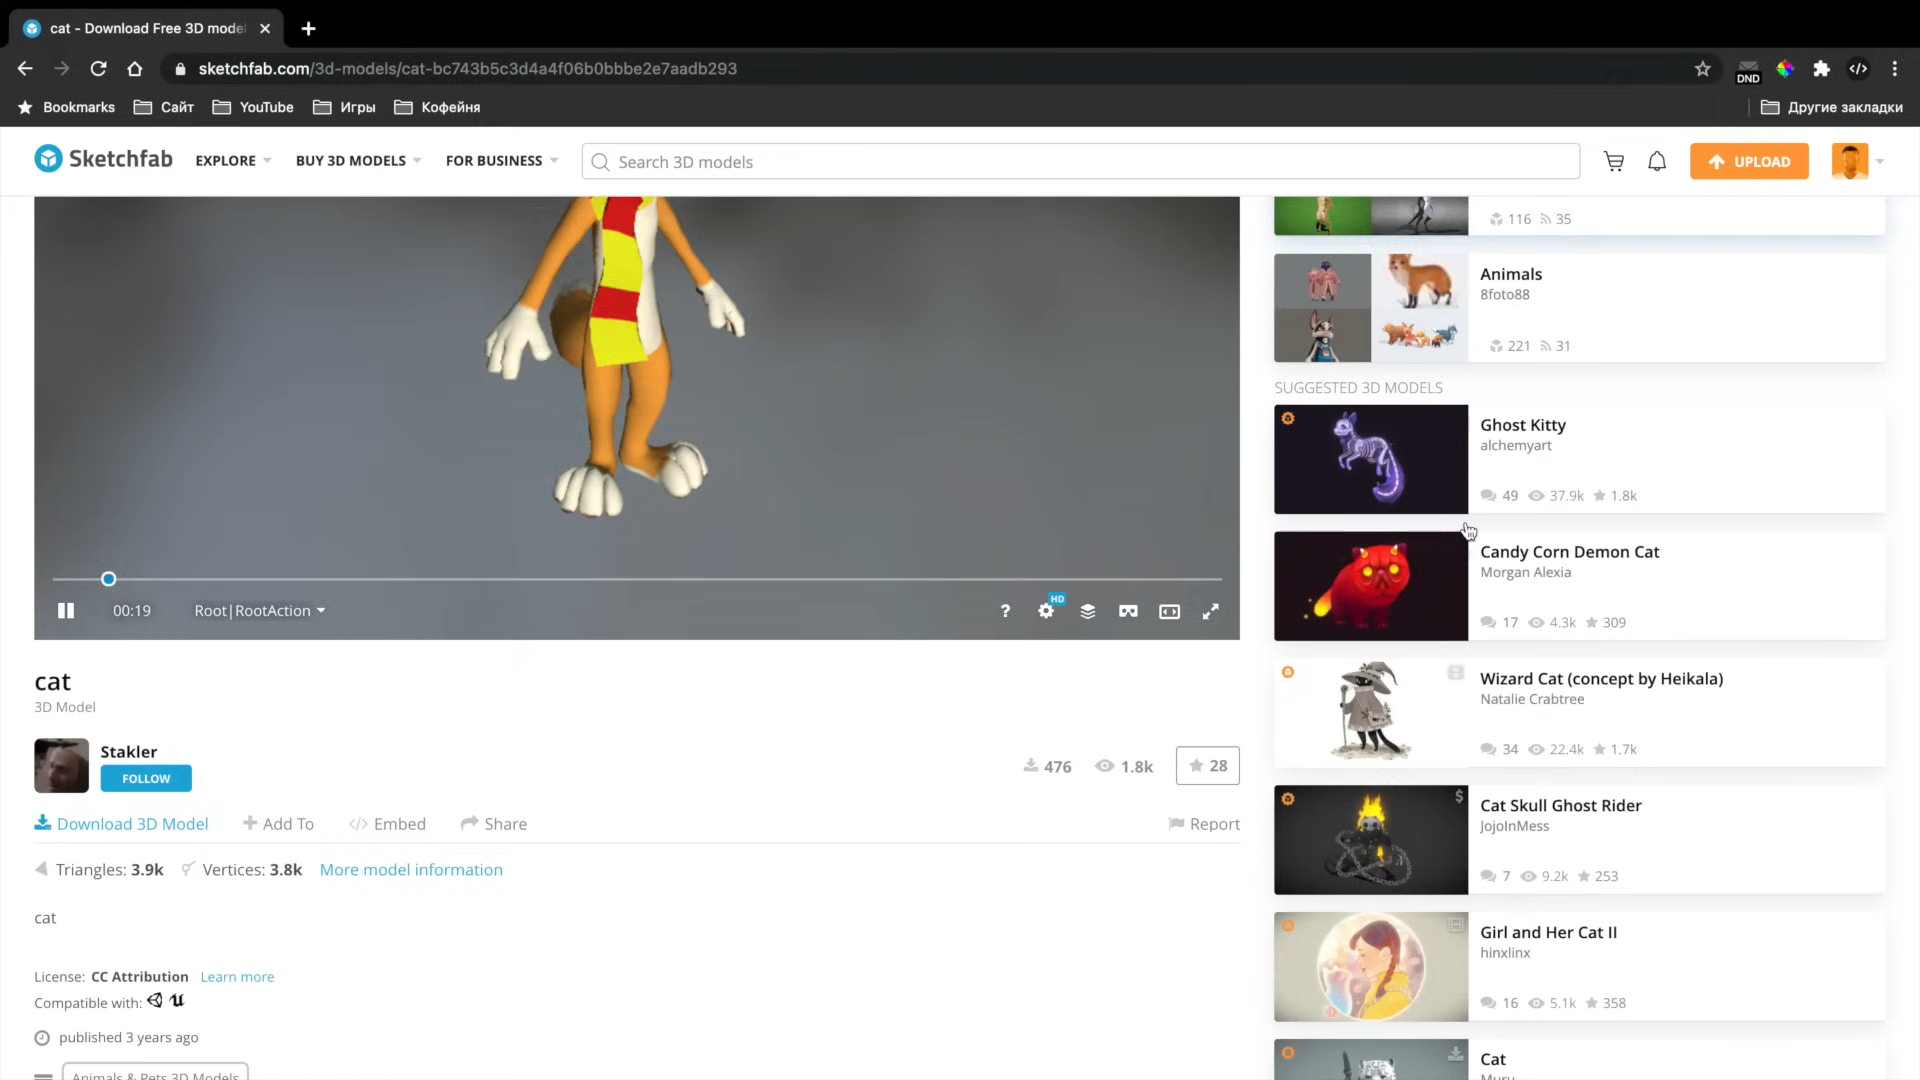 cat - Download Free 3D mode
sketchfab.com/3d-models/cat-bc743b5c3d4a4f06b0bbbe2e7aadb293
DND
Bookmarks Сайт YouTube Игры Кофейня Другие закладки
Sketchfab EXPLORE BUY 3D MODELS FOR BUSINESS Search 3D models UPLOAD
116 35
Animals
8foto88
221 31
SUGGESTED 3D MODELS
Ghost Kitty
alchemyart
49 37.9k 1.8k
Candy Corn Demon Cat
Morgan Alexia
17 4.3k 309
Wizard Cat (concept by Heikala)
Natalie Crabtree
34 22.4k 1.7k
Cat Skull Ghost Rider
JojoInMess
7 9.2k 253
Girl and Her Cat II
hinxlinx
16 5.1k 358
Cat
00:19 Root|RootAction ? HD
cat
3D Model
Stakler
FOLLOW
476 1.8k 28
Download 3D Model Add To Embed Share Report
Triangles: 3.9k Vertices: 3.8k More model information
cat
License: CC Attribution Learn more
Compatible with:
published 3 years ago
Animals & Pets 3D Models